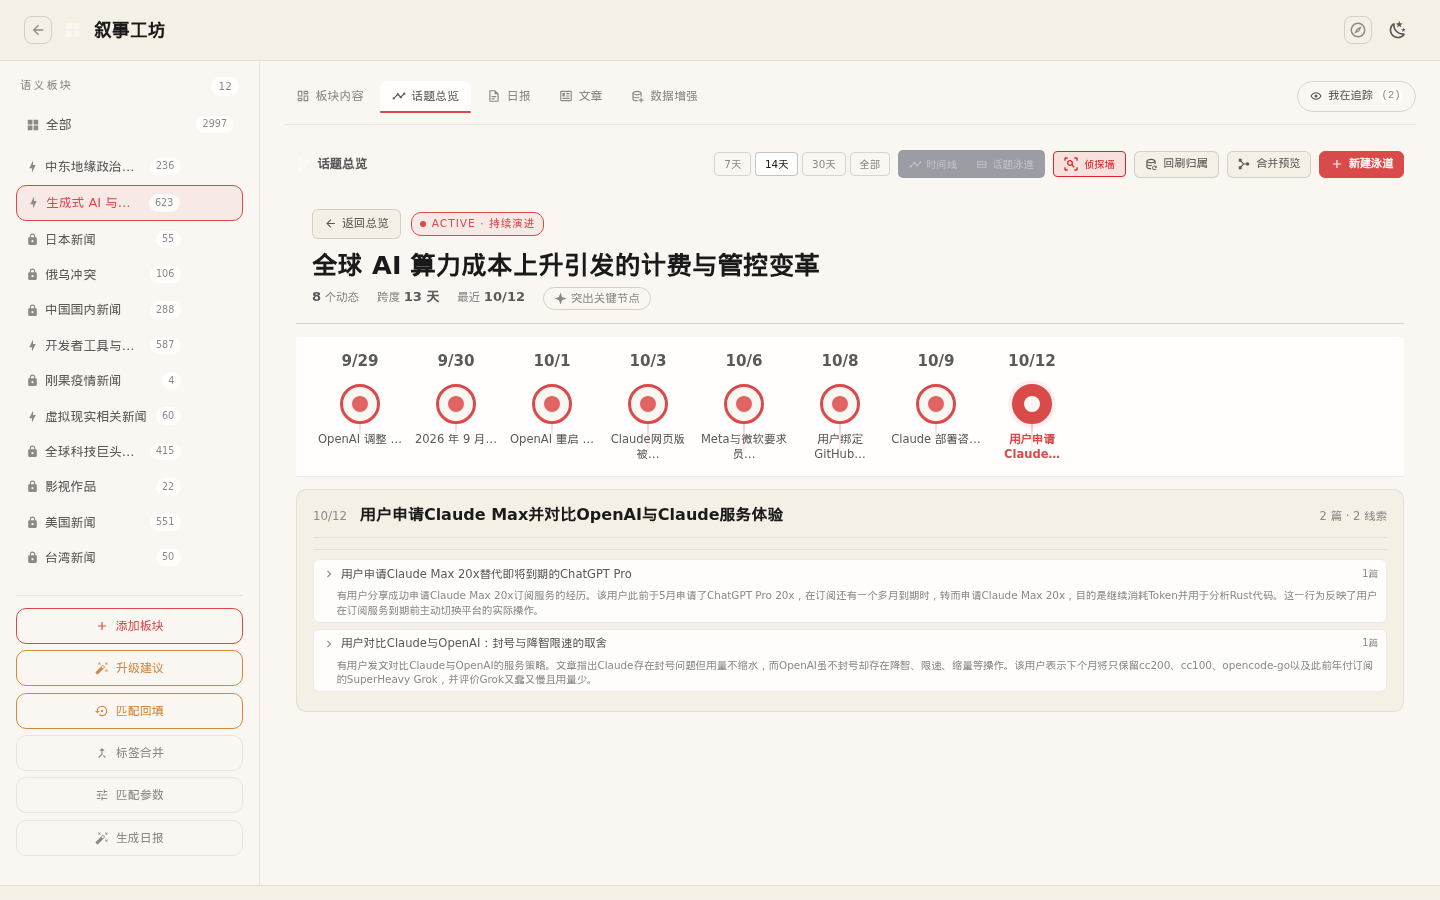 叙事工坊
语义板块 12
全部 2997
中东地缘政治... 236
生成式 AI 与... 623
日本新闻 55
俄乌冲突 106
中国国内新闻 288
开发者工具与... 587
刚果疫情新闻 4
虚拟现实相关新闻 60
全球科技巨头... 415
影视作品 22
美国新闻 551
台湾新闻 50
添加板块
升级建议
匹配回填
标签合并
匹配参数
生成日报
板块内容 话题总览 日报 文章 数据增强 我在追踪 (2)
话题总览 7天 14天 30天 全部 时间线 话题泳道 侦探墙 回刷归属 合并预览 新建泳道
返回总览 ACTIVE · 持续演进
全球 AI 算力成本上升引发的计费与管控变革
8 个动态 跨度 13 天 最近 10/12 突出关键节点
9/29 9/30 10/1 10/3 10/6 10/8 10/9 10/12
OpenAI 调整 ... 2026 年 9 月... OpenAI 重启 ... Claude网页版 Meta与微软要求 用户绑定 Claude 部署咨... 用户申请
被... 员... GitHub... Claude...
10/12 用户申请Claude Max并对比OpenAI与Claude服务体验 2 篇 · 2 线索
用户申请Claude Max 20x替代即将到期的ChatGPT Pro 1篇
有用户分享成功申请Claude Max 20x订阅服务的经历。该用户此前于5月申请了ChatGPT Pro 20x，在订阅还有一个多月到期时，转而申请Claude Max 20x，目的是继续消耗Token并用于分析Rust代码。这一行为反映了用户
在订阅服务到期前主动切换平台的实际操作。
用户对比Claude与OpenAI：封号与降智限速的取舍 1篇
有用户发文对比Claude与OpenAI的服务策略。文章指出Claude存在封号问题但用量不缩水，而OpenAI虽不封号却存在降智、限速、缩量等操作。该用户表示下个月将只保留cc200、cc100、opencode-go以及此前年付订阅
的SuperHeavy Grok，并评价Grok又蠢又慢且用量少。